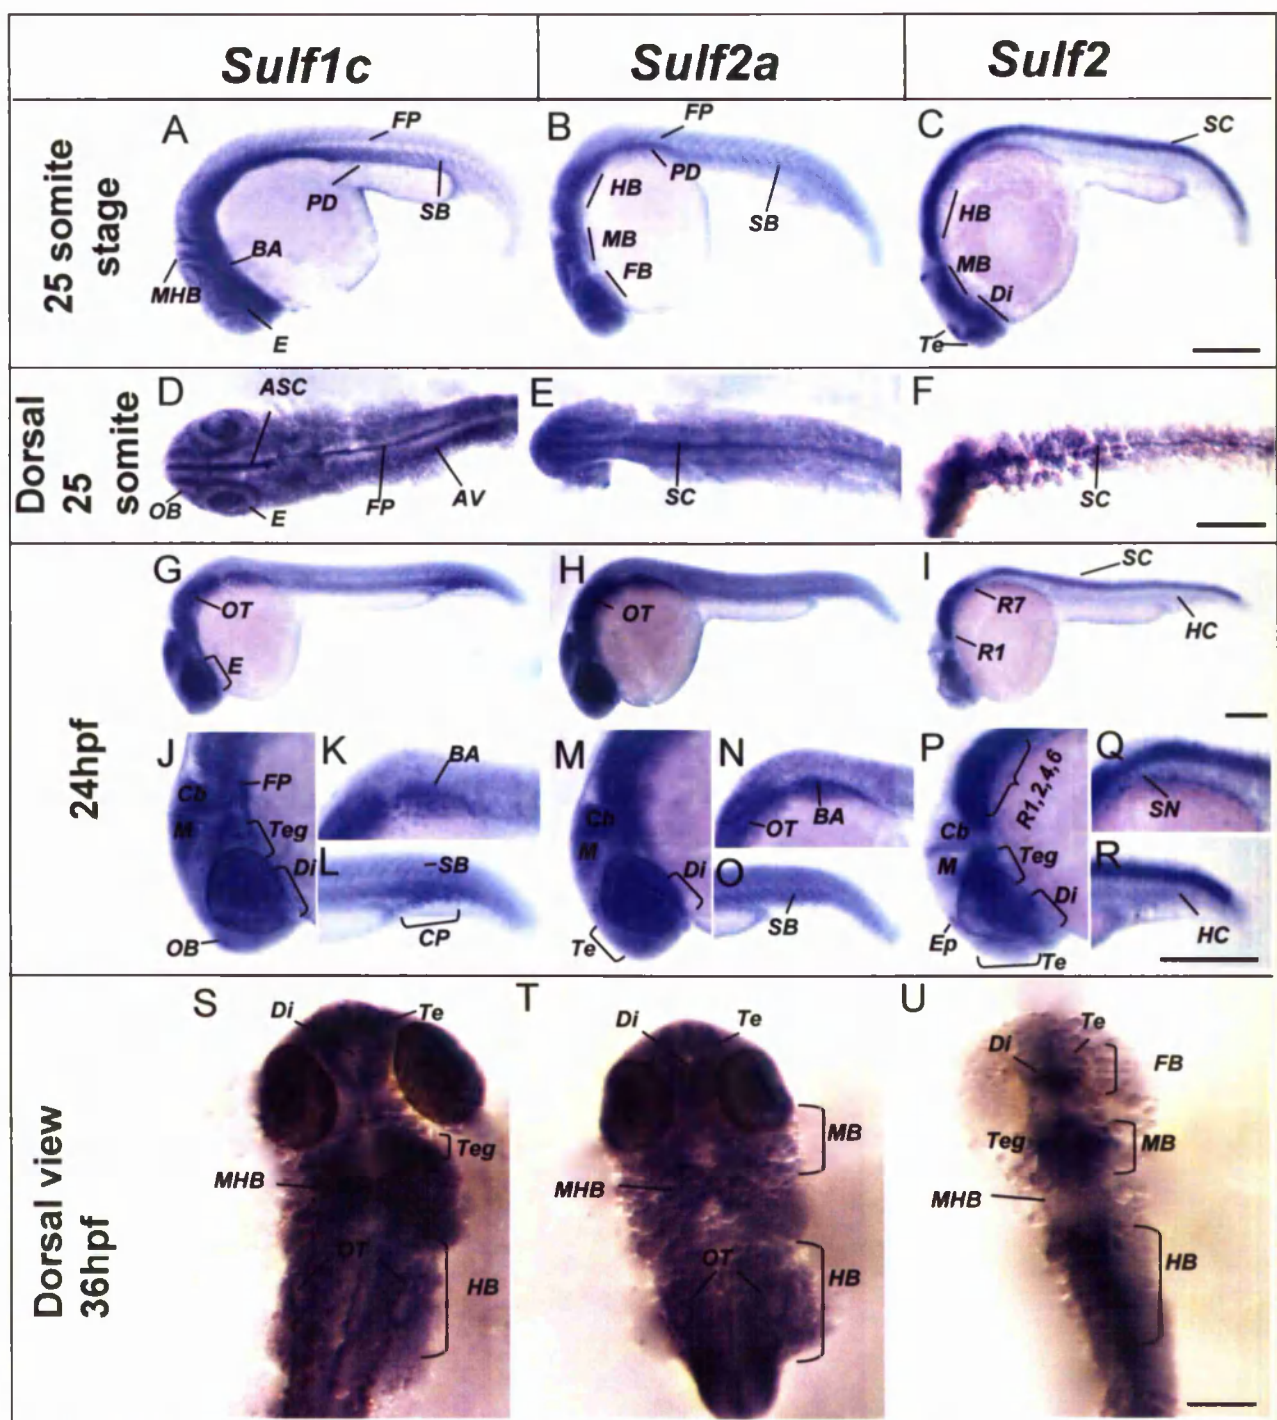 Sulf1c
Sulf2a
Sulf2
25 somite
stage
A
FP
PD
SB
BA
MHB
E
B
FP
PD
HB
SB
MB
FB
C
SC
HB
MB
Di
Te
Dorsal
25
somite
D
ASC
OB
E
FP
AV
E
SC
F
SC
24hpf
G
OT
E
H
OT
I
SC
R7
HC
R1
J
FP
Cb
M
Teg
Di
OB
K
BA
L
SB
CP
M
Cb
M
Di
Te
N
BA
OT
O
SB
P
R1,2,4,6
Cb
M
Teg
Di
Ep
Te
Q
SN
R
HC
Dorsal view
36hpf
S
Di
Te
Teg
MHB
OT
HB
T
Di
Te
MB
MHB
OT
HB
U
Te
Di
FB
Teg
MB
MHB
HB